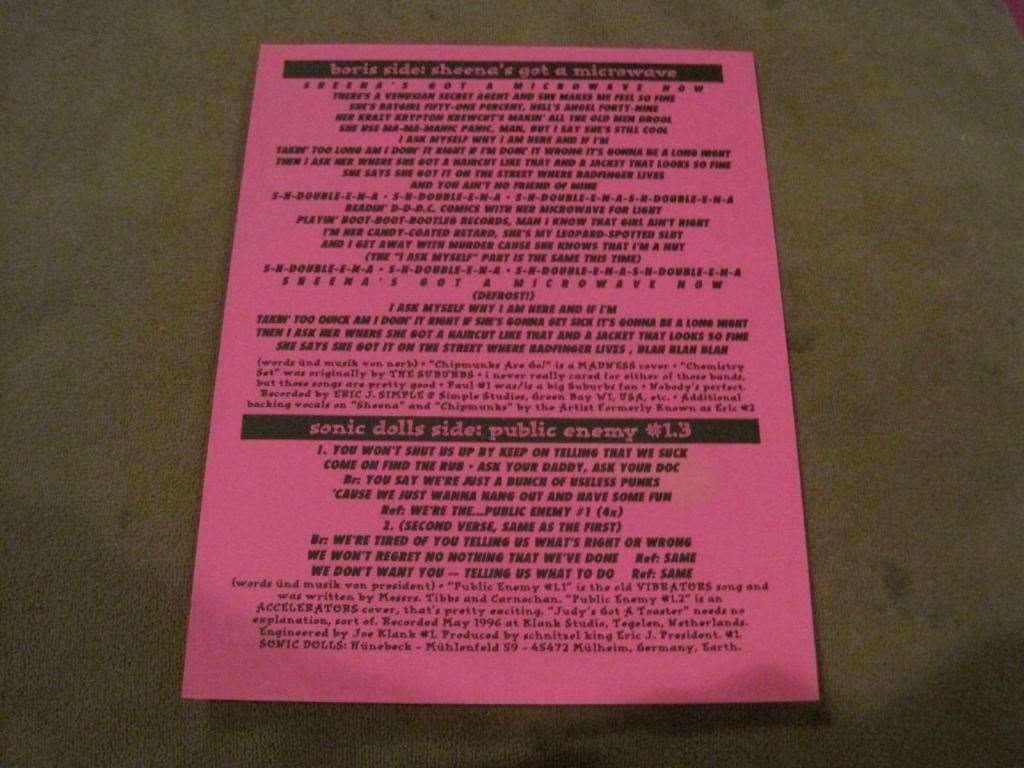 boris side: sheena's got a microwave
SHEENA'S GOT A MICROWAVE NOW
THERE'S A VENUSIAN SECRET AGENT AND SHE MAKES ME FEEL SO FINE
SHE'S BATGIRL FIFTY-ONE PERCENT, HELL'S ANGEL FORTY-NINE
HER KRAZY KRYPTON KREWCUT'S MAKIN' ALL THE OLD MEN DROOL
SHE USE MA-MA-MANIC PANIC, MAN, BUT I SAY SHE'S STILL COOL
I ASK MYSELF WHY I AM HERE AND IF I'M
TAKIN' TOO LONG AM I DOIN' IT RIGHT IF I'M DOIN' IT WRONG IT'S GONNA BE A LONG NIGHT
THEN I ASK HER WHERE SHE GOT A HAIRCUT LIKE THAT AND A JACKET THAT LOOKS SO FINE
SHE SAYS SHE GOT IT ON THE STREET WHERE BADFINGER LIVES
AND YOU AIN'T NO FRIEND OF MINE
S-H-DOUBLE-E-N-A • S-H-DOUBLE-E-N-A • S-H-DOUBLE-E-N-A S-H-DOUBLE-E-N-A
READIN' D-D-D.C. COMICS WITH HER MICROWAVE FOR LIGHT
PLAYIN' BOOT-BOOT-BOOTLEG RECORDS, MAN I KNOW THAT GIRL AIN'T RIGHT
I'M HER CANDY-COATED RETARD, SHE'S MY LEOPARD-SPOTTED SLUT
AND I GET AWAY WITH MURDER CAUSE SHE KNOWS THAT I'M A NUT
(THE "I ASK MYSELF" PART IS THE SAME THIS TIME)
S-H-DOUBLE-E-N-A • S-H-DOUBLE-E-N-A • S-H-DOUBLE-E-N-A S-H-DOUBLE-E-N-A
SHEENA'S GOT A MICROWAVE NOW
(DEFROST!)
I ASK MYSELF WHY I AM HERE AND IF I'M
TAKIN' TOO QUICK AM I DOIN' IT RIGHT IF SHE'S GONNA GET SICK IT'S GONNA BE A LONG NIGHT
THEN I ASK HER WHERE SHE GOT A HAIRCUT LIKE THAT AND A JACKET THAT LOOKS SO FINE
SHE SAYS SHE GOT IT ON THE STREET WHERE BADFINGER LIVES , BLAH BLAH BLAH
(words ünd musik von nerb) • "Chipmunks Are Go!" is a MADNESS cover • "Chemistry
Set" was originally by THE SUBURBS • i never really cared for either of those bands,
but those songs are pretty good • Paul #1 was/is a big Suburbs fan • Nobody's perfect.
Recorded by ERIC J. SIMPLE @ Simple Studios, Green Bay WI, USA, etc. • Additional
backing vocals on "Sheena" and "Chipmunks" by the Artist Formerly Known as Eric #2
sonic dolls side: public enemy #1.3
1. YOU WON'T SHUT US UP BY KEEP ON TELLING THAT WE SUCK
COME ON FIND THE RUB • ASK YOUR DADDY, ASK YOUR DOC
Br: YOU SAY WE'RE JUST A BUNCH OF USELESS PUNKS
'CAUSE WE JUST WANNA HANG OUT AND HAVE SOME FUN
Ref: WE'RE THE...PUBLIC ENEMY #1 (4x)
2. (SECOND VERSE, SAME AS THE FIRST)
Br: WE'RE TIRED OF YOU TELLING US WHAT'S RIGHT OR WRONG
WE WON'T REGRET NO NOTHING THAT WE'VE DONE Ref: SAME
WE DON'T WANT YOU — TELLING US WHAT TO DO Ref: SAME
(words ünd musik von president) • "Public Enemy #1.1" is the old VIBRATORS song and
was written by Messrs. Tibbs and Carnochan. "Public Enemy #1.2" is an
ACCELERATORS cover, that's pretty exciting. "Judy's Got A Toaster" needs no
explanation, sort of. Recorded May 1996 at Klank Studio, Tegelen, Netherlands.
Engineered by Joe Klank #1. Produced by schnitzel king Eric J. President. #1.
SONIC DOLLS: Hünebeck - Mühlenfeld 59 - 45472 Mülheim, Germany, Earth.